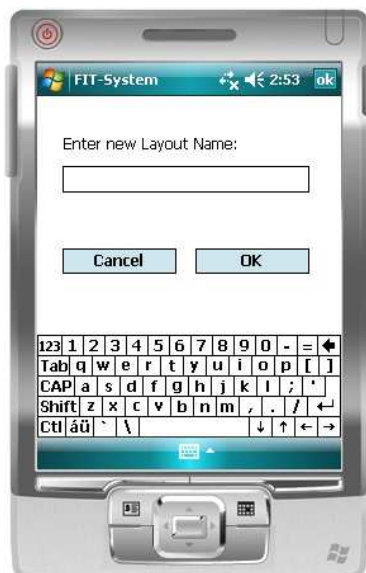 FIT-System 2:53 ok
Enter new Layout Name:
Cancel OK
123 1 2 3 4 5 6 7 8 9 0 - = 🡄
Tab q w e r t y u i o p [ ]
CAP a s d f g h j k l ; '
Shift z x c v b n m , . / ↵
Ctl áü ` \ ↓ ↑ ← →